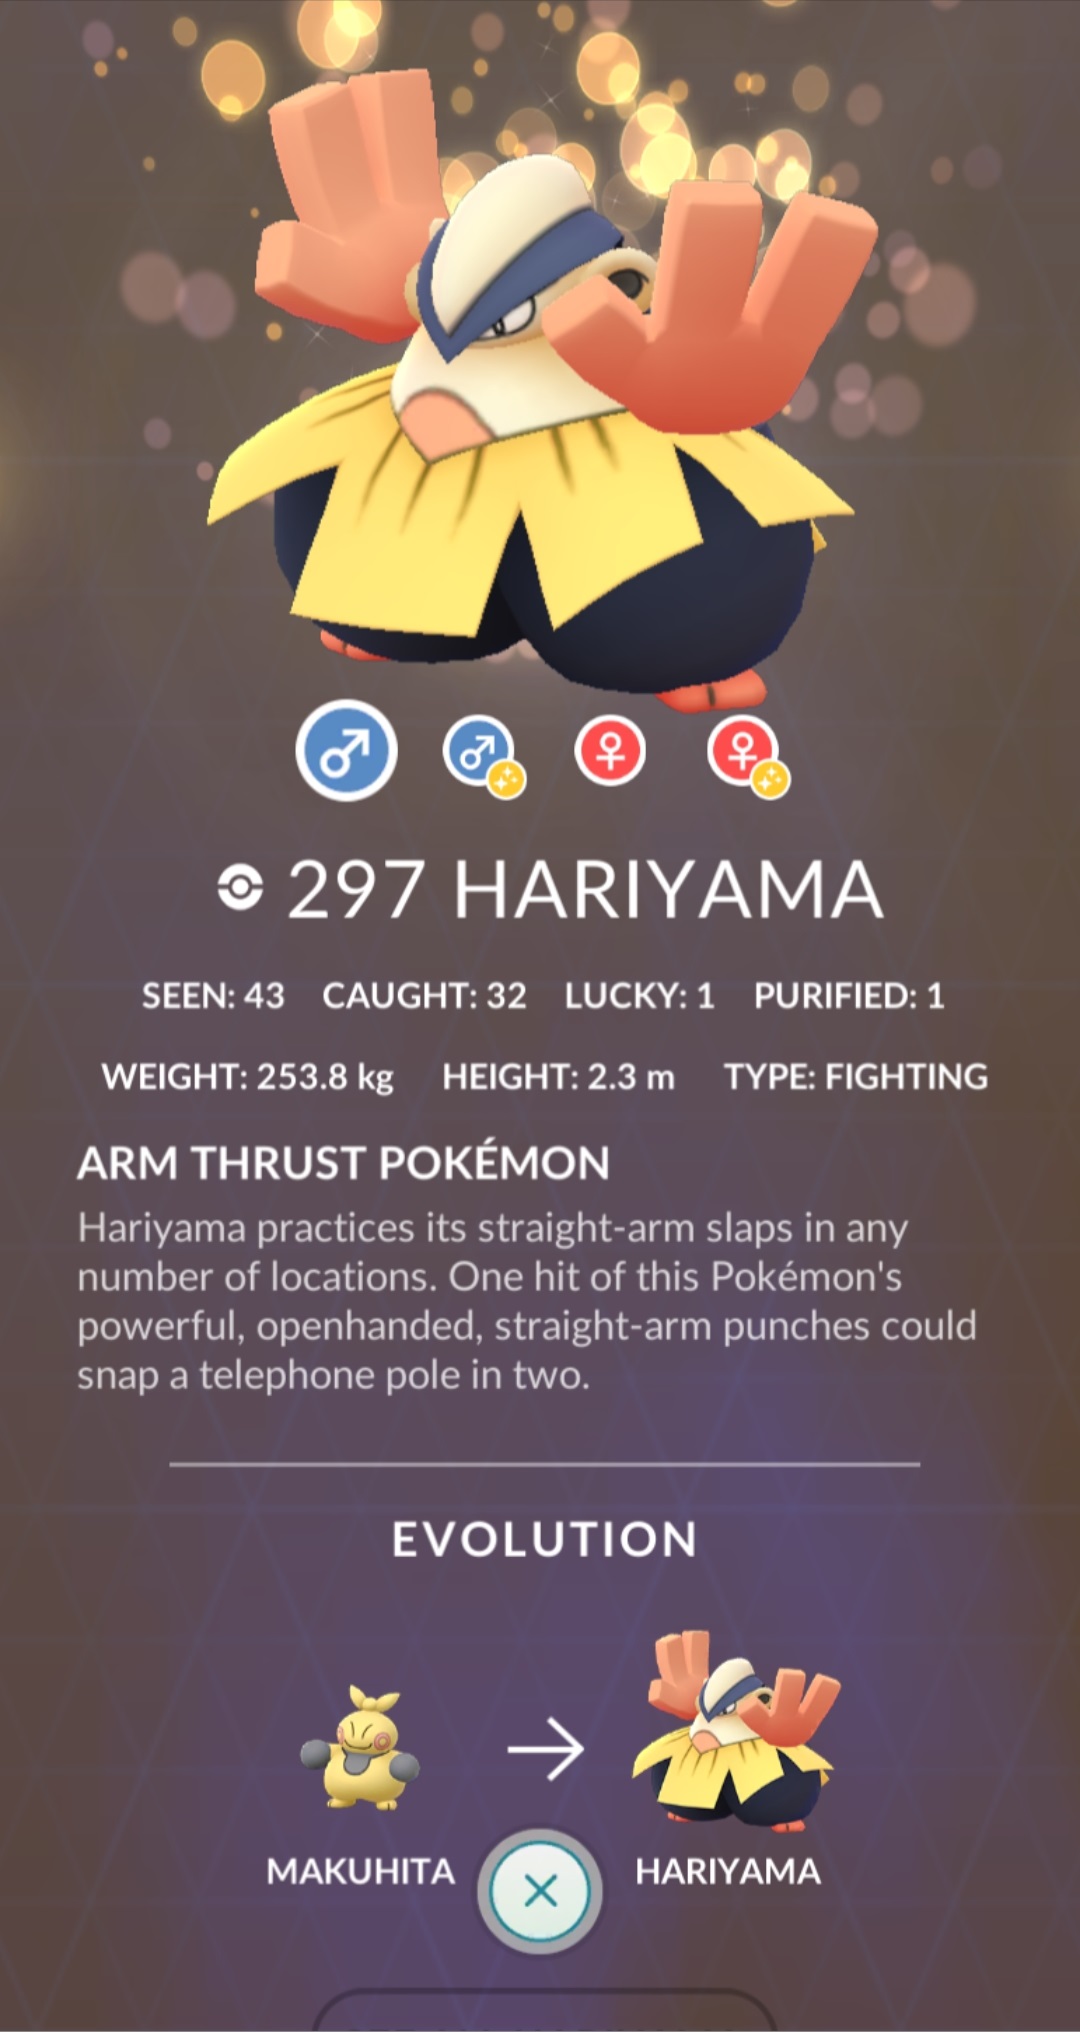 297 HARIYAMA
SEEN: 43 CAUGHT: 32 LUCKY: 1 PURIFIED: 1
WEIGHT: 253.8 kg HEIGHT: 2.3 m TYPE: FIGHTING
ARM THRUST POKÉMON
Hariyama practices its straight-arm slaps in any
number of locations. One hit of this Pokémon's
powerful, openhanded, straight-arm punches could
snap a telephone pole in two.
EVOLUTION
MAKUHITA HARIYAMA